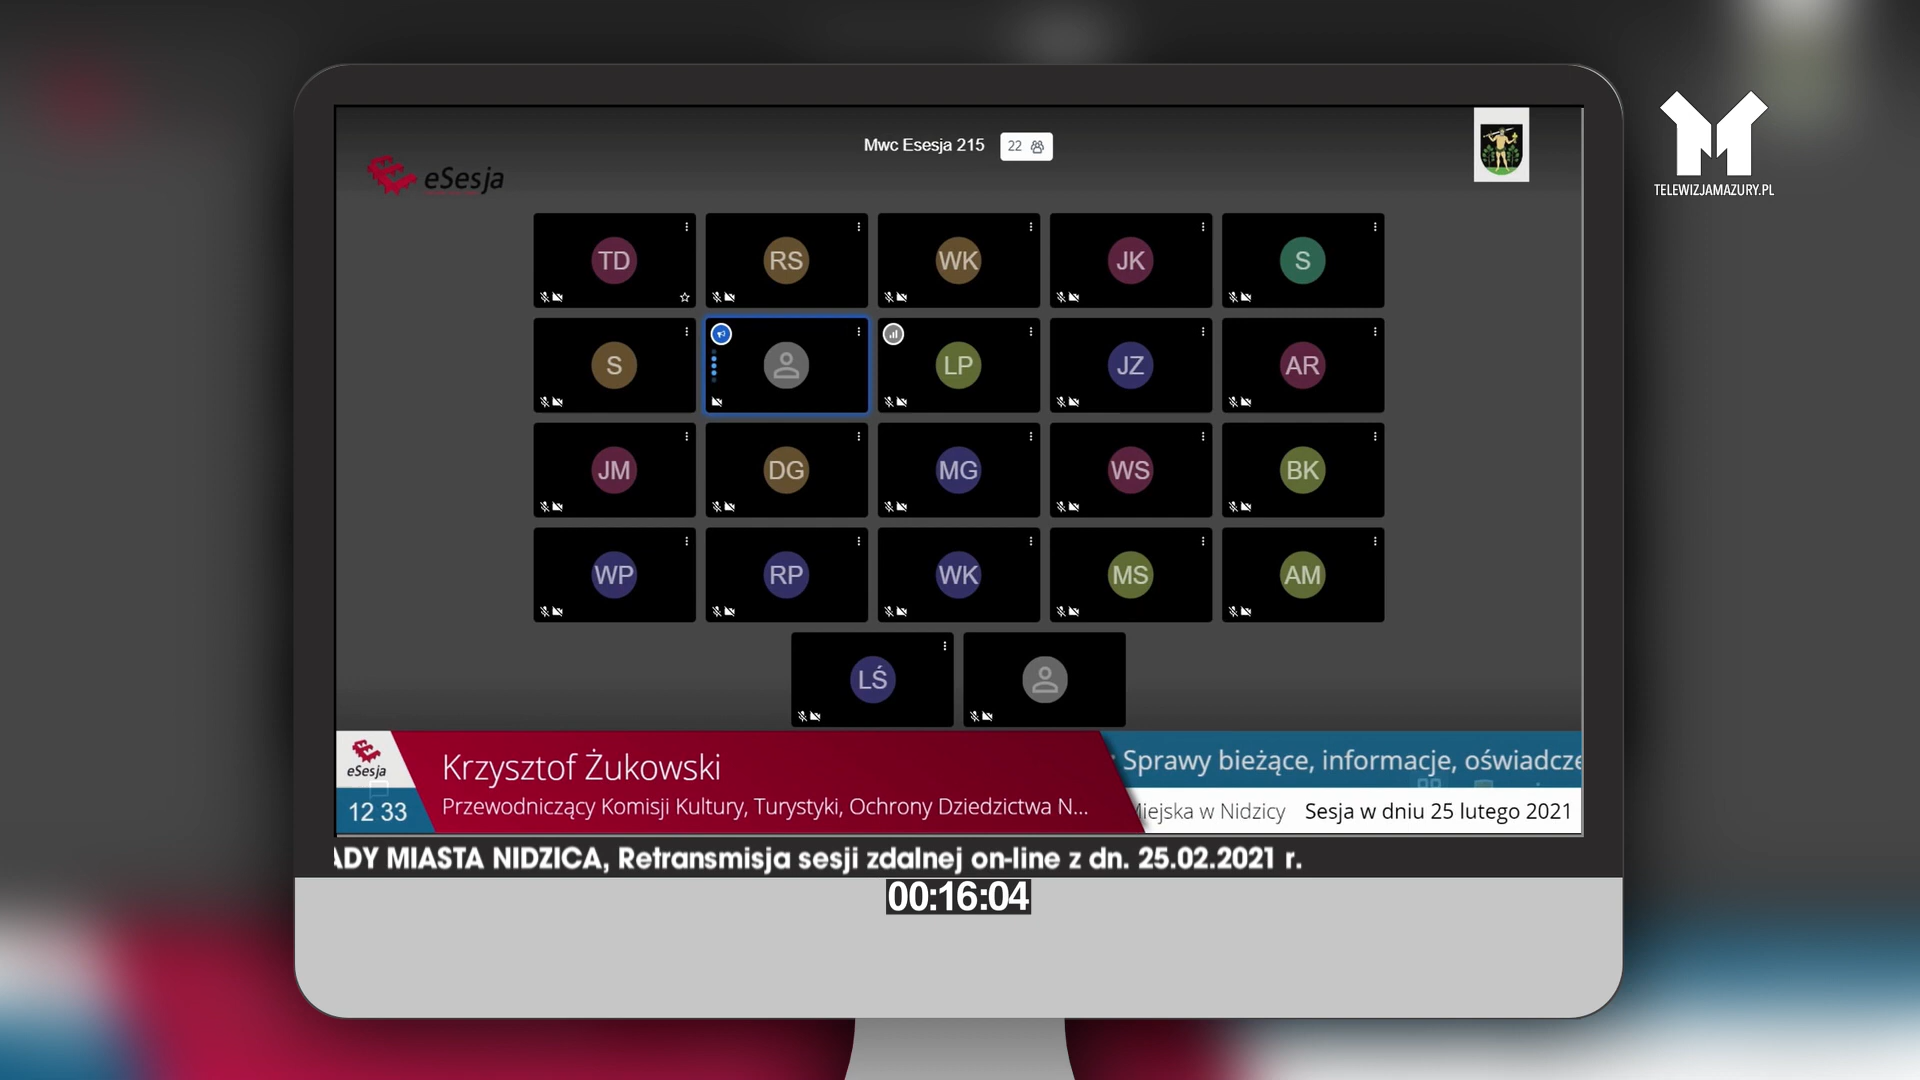 Mwc Esesja 215 22
eSesja
TELEWIZJAMAZURY.PL
TD RS WK JK S
S LP JZ AR
JM DG MG WS BK
WP RP WK MS AM
LŚ
eSesja
12 33
Krzysztof Żukowski
Przewodniczący Komisji Kultury, Turystyki, Ochrony Dziedzictwa N...
: Sprawy bieżące, informacje, oświadcze
Miejska w Nidzicy Sesja w dniu 25 lutego 2021
ADY MIASTA NIDZICA, Retransmisja sesji zdalnej on-line z dn. 25.02.2021 r.
00:16:04